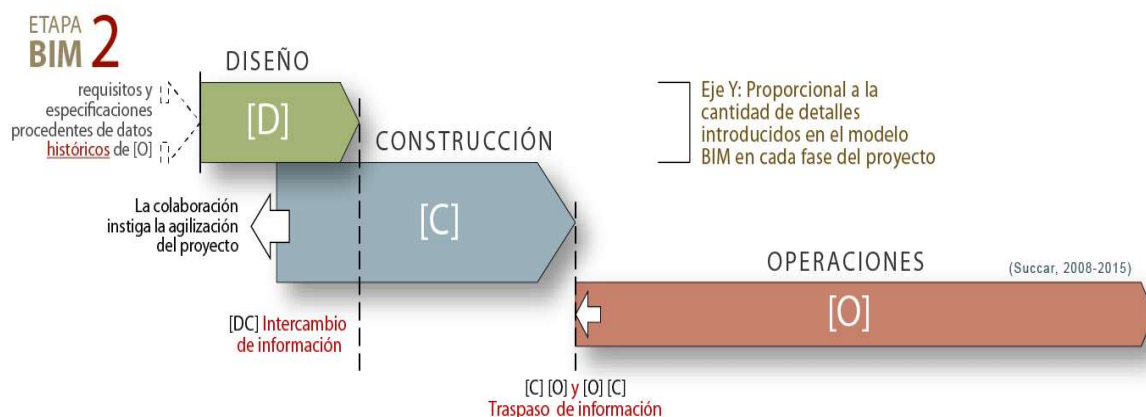 ETAPA
BIM 2
DISEÑO
requisitos y
especificaciones
procedentes de datos
históricos de [O]
[D]
Eje Y: Proporcional a la
cantidad de detalles
introducidos en el modelo
BIM en cada fase del proyecto
CONSTRUCCIÓN
La colaboración
instiga la agilización
del proyecto
[C]
OPERACIONES
(Succar, 2008-2015)
[O]
[DC] Intercambio
de información
[C] [O] y [O] [C]
Traspaso de información